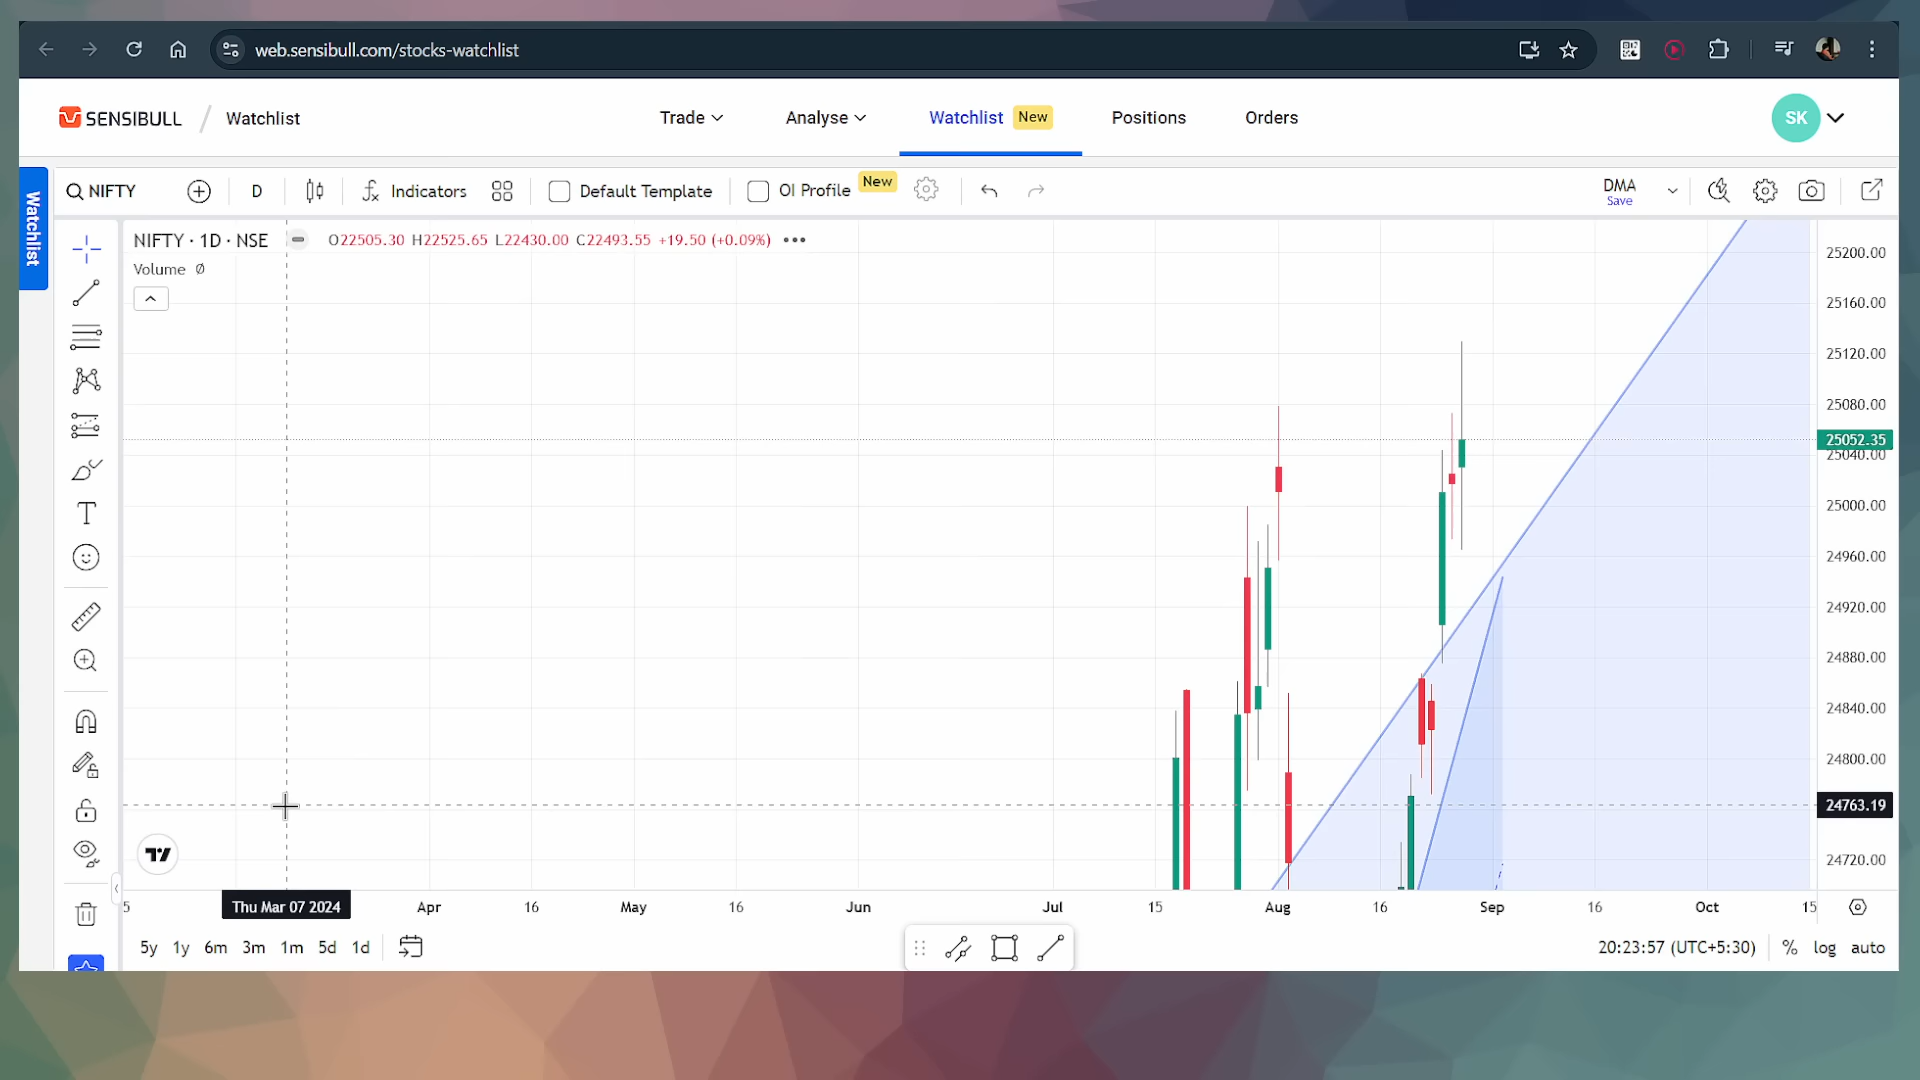 web.sensibull.com/stocks-watchlist
SENSIBULL / Watchlist
Trade
Analyse
Watchlist New
Positions
Orders
SK
Watchlist
NIFTY
D
Indicators
Default Template
OI Profile New
DMA
Save
NIFTY · 1D · NSE
O22505.30 H22525.65 L22430.00 C22493.55 +19.50 (+0.09%)
Volume Ø
25200.00
25160.00
25120.00
25080.00
25052.35
25040.00
25000.00
24960.00
24920.00
24880.00
24840.00
24800.00
24763.19
24720.00
5 Thu Mar 07 2024 Apr 16 May 16 Jun Jul 15 Aug 16 Sep 16 Oct 15
5y 1y 6m 3m 1m 5d 1d
20:23:57 (UTC+5:30) % log auto